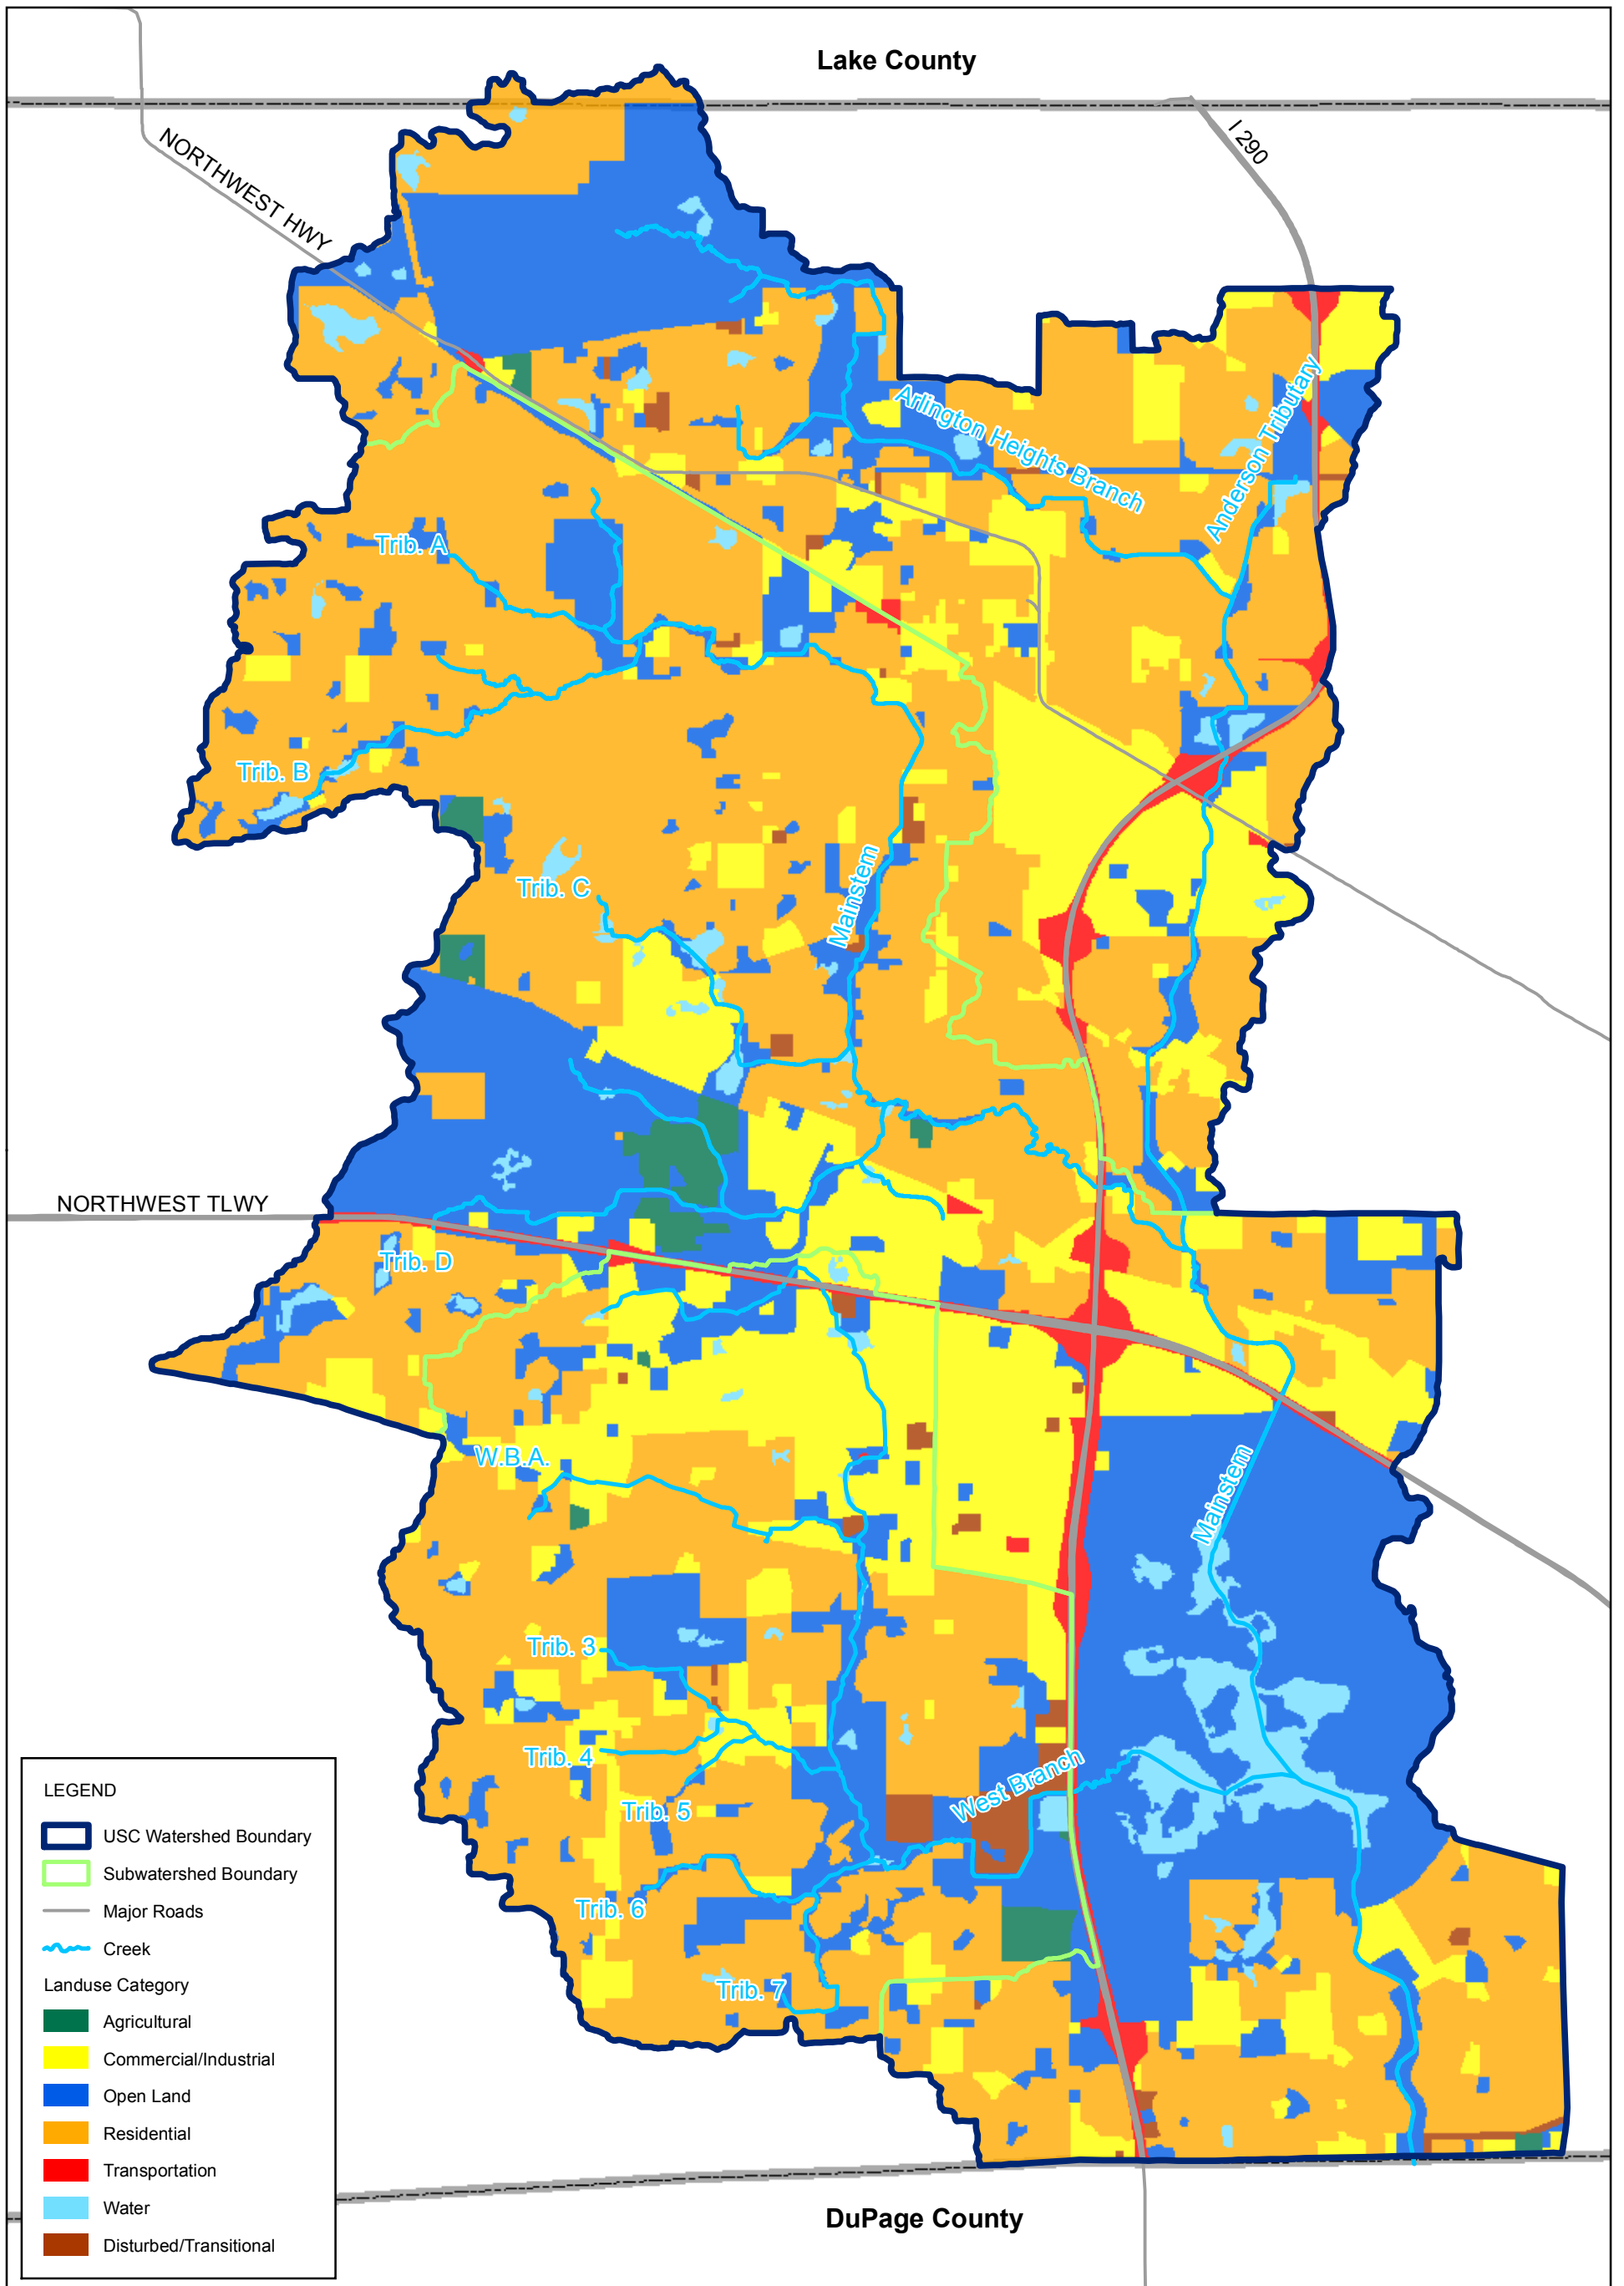 Lake County
I 290
NORTHWEST HWY
Arlington Heights Branch
Anderson Tributary
Trib. A
Trib. B
Trib. C
Mainstem
NORTHWEST TLWY
Trib. D
W.B.A.
Mainstem
Trib. 3
Trib. 4
West Branch
Trib. 5
Trib. 6
Trib. 7
LEGEND
USC Watershed Boundary
Subwatershed Boundary
Major Roads
Creek
Landuse Category
Agricultural
Commercial/Industrial
Open Land
Residential
Transportation
Water
Disturbed/Transitional
DuPage County